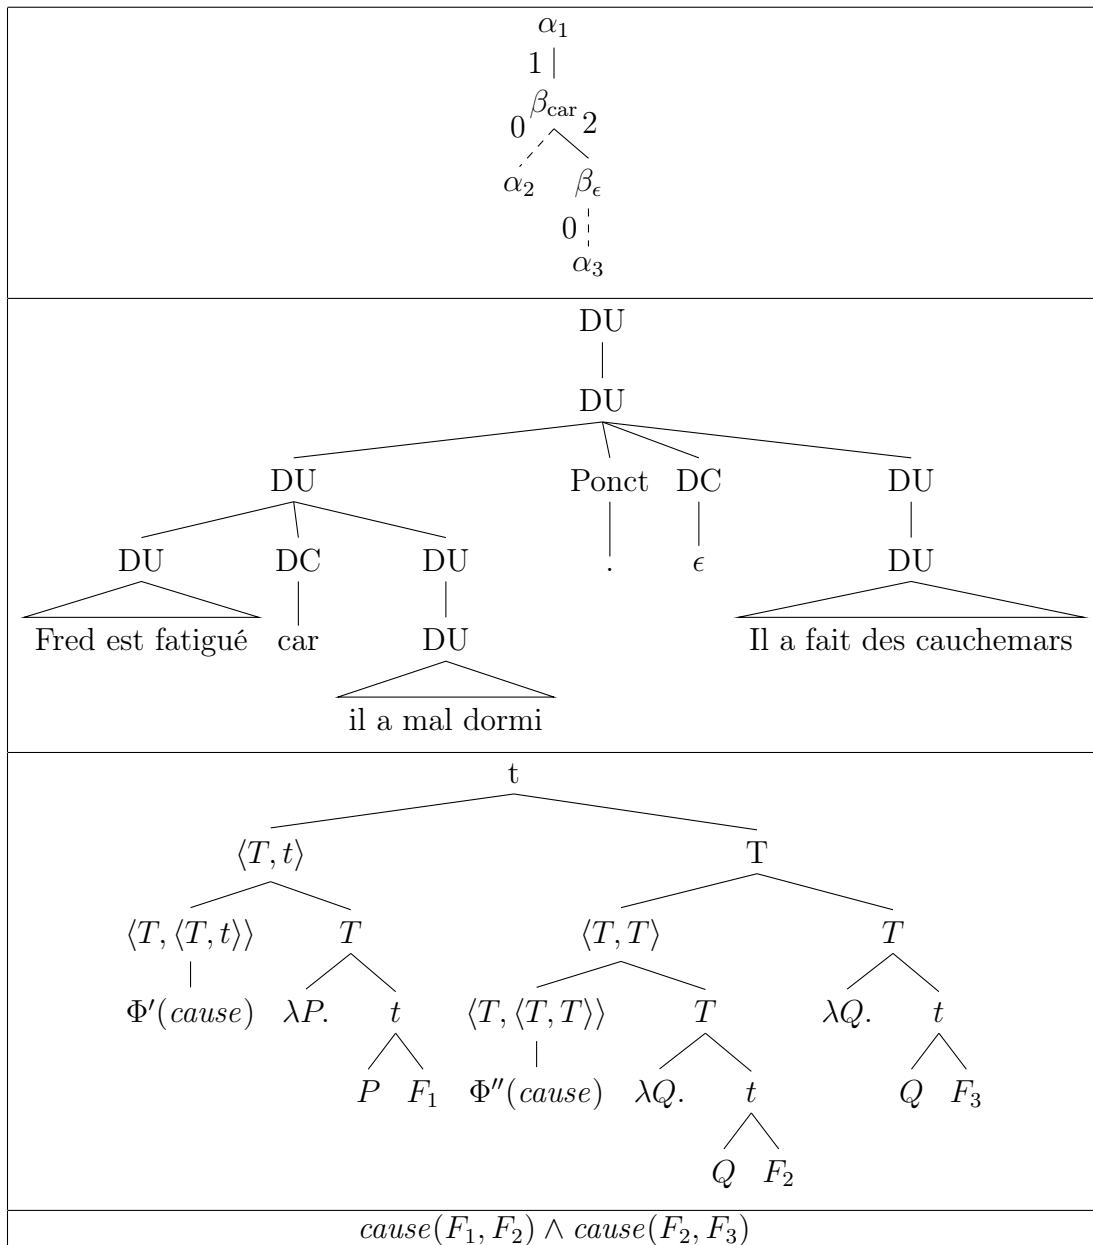 α₁
1
β_car
0 2
α₂ β_ϵ
0
α₃
DU
DU
DU Ponct DC DU
DU DC DU . ϵ DU
Fred est fatigué car DU Il a fait des cauchemars
il a mal dormi
t
⟨T, t⟩ T
⟨T, ⟨T, t⟩⟩ T ⟨T, T⟩ T
Φ′(cause) λP. t ⟨T, ⟨T, T⟩⟩ T λQ. t
P F₁ Φ′′(cause) λQ. t Q F₃
Q F₂
cause(F₁, F₂) ∧ cause(F₂, F₃)